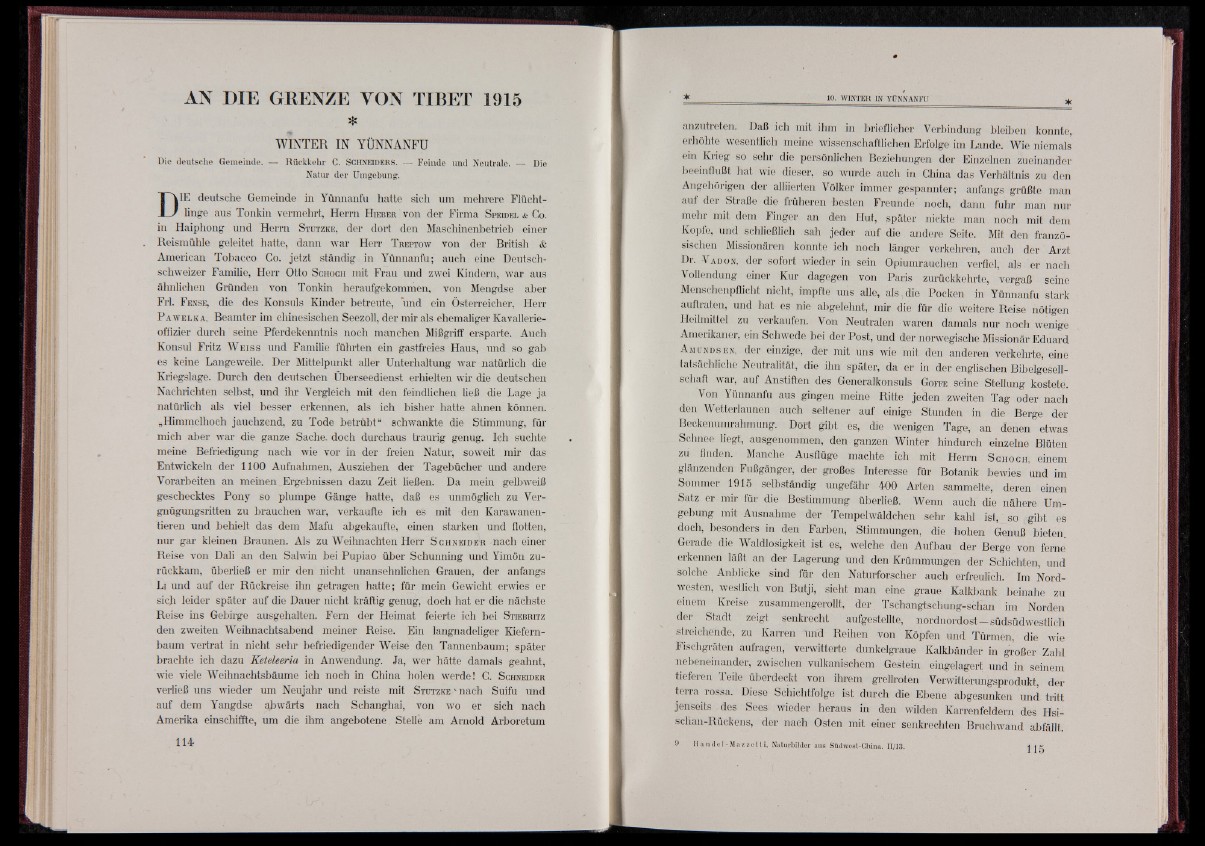 AN DIE GRENZE VON TIBET 1915
*
WINTER IN YÜNNANFU
Die deutsche Gemeinde. — Rückkehr C. SCHNEIDERS. — Feinde und Neutrale. — Die
Natur der Umgebung.
DIE deutsche Gemeinde in Yünnanfu hatte sich um mehrere Flücht-
linge aus Tonkin vermehrt, Herrn HIEBER von der Firma SPEIDEL & Co.
in Haiphong und Herrn STUTZKE, der dort den Maschinenbetrieb einer
Reismühle geleitet hatte, dann war Herr TREPTOW von der British &
American Tobacco Co. jetzt ständig in Yünnanfu; auch eine Deutsch-
schweizer Familie, Herr Otto SCHOCH mit Frau und zwei Kindern, war aus
ähnlichen Gründen von Tonkin heraufgekommen, von Mengdse aber
Frl. FESSE, die des Konsuls Kinder betreute, und ein Österreicher, Herr
PAWELKA, Beamter im chinesischen Seezoll, der mir als ehemaliger Kavallerie-
offizier durch seine Pferdekenntnis noch manchen Mißgriff ersparte. Auch
Konsul Fritz WEISS und Familie führten ein gastfreies Haus, und so gab
es keine Langeweile. Der Mittelpunkt aller Unterhaltung war natürlich die
Kriegslage. Durch den deutschen Überseedienst erhielten wir die deutschen
Nachrichten selbst, und ihr Vergleich mit den feindlichen ließ die Lage ja
natürlich als viel besser erkennen, als ich bisher hatte ahnen können.
„Himmelhoch jauchzend, zu Tode betrübt“ schwankte die Stimmung, für
mich aber war die ganze Sache doch durchaus traurig genug. Ich suchte
meine Befriedigung nach wie vor in der freien Natur, soweit mir das
Entwickeln der 1100 Aufnahmen, Ausziehen der Tagebücher und andere
Vorarbeiten an meinen Ergebnissen dazu Zeit ließen. Da mein gelbweiß
geschecktes Pony so plumpe Gänge hatte, daß es unmöglich zu Ver-
gnügungsritten zu brauchen war, verkaufte ich es mit den Karawanen-
tieren und behielt das dem Mafu abgekaufte, einen starken und flotten,
nur gar kleinen Braunen. Als zu Weihnachten Herr SCHNEIDER nach einer
Reise von Dali an den Salwin bei Pupiao über Schunning und Yimön zu-
rückkam, überließ er mir den nicht unansehnlichen Grauen, der anfangs
LI und auf der Rückreise ihn getragen hatte; für mein Gewicht erwies er
sich leider später auf die Dauer nicht kräftig genug, doch hat er die nächste
Reise ins Gebirge ausgehalten. Fern der Heimat feierte ich bei STIEBRITZ
den zweiten Weihnachtsabend meiner Reise. Ein langnadeliger Kiefern-
baum vertrat in nicht sehr befriedigender Weise den Tannenbaum; später
brachte ich dazu Keteleeria in Anwendung. Ja, wer hätte damals geahnt,
wie viele Weihnachtsbäume ich noch in China holen werde! C. SCHNEIDER
verließ uns wieder um Neujahr und reiste mit STUTZKE nach Suifu und
auf dem Yangdse abwärts nach Schanghai, von wo er sich nach
Amerika einschiffte, um die ihm angebotene Stelle am Arnold Arboretum
114
* 10. WINTER IN YÜNNANFU *
anzutreten. Daß ich mit ihm in brieflicher Verbindung bleiben konnte,
erhöhte wesentlich meine wissenschaftlichen Erfolge im Lande. Wie niemals
ein Krieg so sehr die persönlichen Beziehungen der Einzelnen zueinander
beeinflußt hat wie dieser, so wurde auch in China das Verhältnis zu den
Angehörigen der alliierten Völker immer gespannter; anfangs grüßte man
auf der Straße die früheren besten Freunde noch, dann fuhr man nur
mehr mit dem Finger an den Hut, später nickte man noch mit dem
Kopfe, und schließlich sah jeder auf die andere Seite. Mit den franzö-
sischen Missionären konnte ich noch länger verkehren, auch der Arzt
Dr. VADON, der sofort wieder in sein Opiumrauchen verfiel, als er nach
Vollendung einer Kur dagegen von Paris zurückkehrte, vergaß seine
Menschenpflicht nicht, impfte uns alle, als die Pocken in Yünnanfu stark
auftraten, und hat es nie abgelehnt, mir die für die weitere Reise nötigen
Heilmittel zu verkaufen. Von Neutralen waren damals nur noch wenige
Amerikaner, ein Schwede bei der Post, und der norwegische Missionär Eduard
AMUNDSEN, der einzige, der mit uns wie mit den anderen verkehrte, eine
tatsächliche Neutralität, die ihn später, da er in der englischen Bibelgesell-
schaft war, auf Anstiften des Generalkonsuls GOFFE seine Stellung kostete.
Von Yünnanfu aus gingen meine Ritte jeden zweiten Tag oder nach
den Wetterlaunen auch seltener auf einige Stunden in die Berge der
Beckenumrahmung. Dort gibt es, die wenigen Tage, an denen etwas
Schnee liegt, ausgenommen, den ganzen Winter hindurch einzelne Blüten
zu finden. Manche Ausflüge machte ich mit Herrn SCHOCH, einem
glänzenden Fußgänger, der großes Interesse für Botanik bewies und im
Sommer 1915 selbständig ungefähr 400 Arten sammelte, deren einen
Satz er mir für die Bestimmung überließ. Wenn auch die nähere Um-
gebung mit Ausnahme der Tempelwäldchen sehr kahl ist, so gibt es
doch, besonders in den Farben, Stimmungen, die hohen Genuß bieten.
Gerade die Waldlosigkeit ist es, welche den Aufbau der Berge von ferne
erkennen läßt an der Lagerung und den Krümmungen der Schichten, und
solche Anblicke sind für den Naturforscher auch erfreulich. Im Nord-
westen, westlich von Butji, sieht man eine graue Kalkbank beinahe zu
einem Kreise zusammengerollt, der Tschangtschung-schan im Norden
der Stadt zeigt senkrecht aufgestellte, nordnordost—südsüdwestlich
streichende, zu Karren und Reihen von Köpfen und Türmen, die wie
Fischgräten aufragen, verwitterte dunkelgraue Kalkbänder in großer Zahl
nebeneinander, zwischen vulkanischem Gestein eingelagert und in seinem
tieferen Teile überdeckt von ihrem grellroten Verwitterungsprodukt, der
terra rossa. Diese Schichtfolge ist durch die Ebene abgesunken und tritt
jenseits des Sees wieder heraus in den wilden Karrenfeldern des Hsi-
schan-Rückens, der nach Osten mit einer senkrechten Bruchwand abfällt.
9 Handel-Mazzetti, Naturbilder aus Südwest-China. II/13.
115